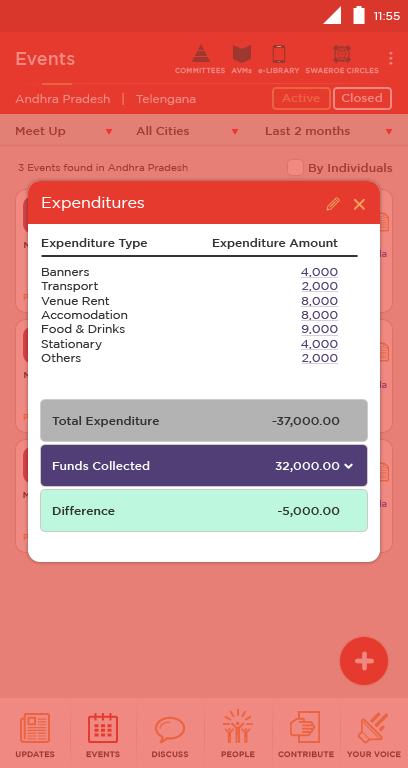 11:55
Events
COMMITTEES AVMs e-LIBRARY SWAEROE CIRCLES
Andhra Pradesh | Telengana Active Closed
Meet Up All Cities Last 2 months
3 Events found in Andhra Pradesh By Individuals
Expenditures
Expenditure Type Expenditure Amount
Banners 4,000
Transport 2,000
Venue Rent 8,000
Accomodation 8,000
Food & Drinks 9,000
Stationary 4,000
Others 2,000
Total Expenditure -37,000.00
Funds Collected 32,000.00
Difference -5,000.00
UPDATES EVENTS DISCUSS PEOPLE CONTRIBUTE YOUR VOICE